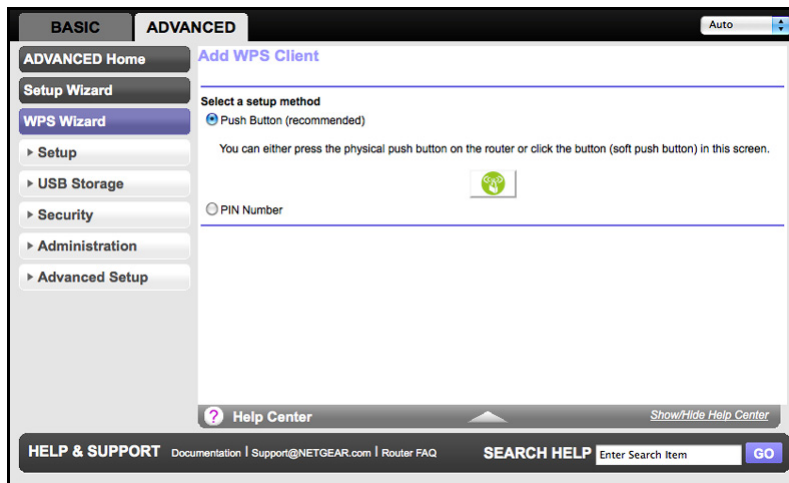 BASIC
ADVANCED
Auto
ADVANCED Home
Setup Wizard
WPS Wizard
Setup
USB Storage
Security
Administration
Advanced Setup
Add WPS Client
Select a setup method
Push Button (recommended)
You can either press the physical push button on the router or click the button (soft push button) in this screen.
PIN Number
? Help Center
Show/Hide Help Center
HELP & SUPPORT Documentation | Support@NETGEAR.com | Router FAQ
SEARCH HELP Enter Search Item GO